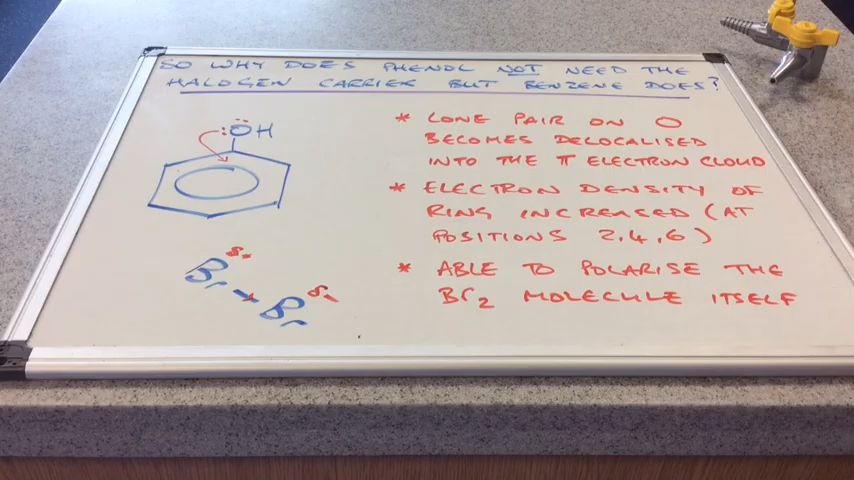 SO WHY DOES PHENOL NOT NEED THE
HALOGEN CARRIER BUT BENZENE DOES?
:ÖH
* LONE PAIR ON O
BECOMES DELOCALISED
INTO THE π ELECTRON CLOUD
* ELECTRON DENSITY OF
RING INCREASED (AT
POSITIONS 2,4,6)
* ABLE TO POLARISE THE
Br2 MOLECULE ITSELF
δ-
Br
δ-
Br